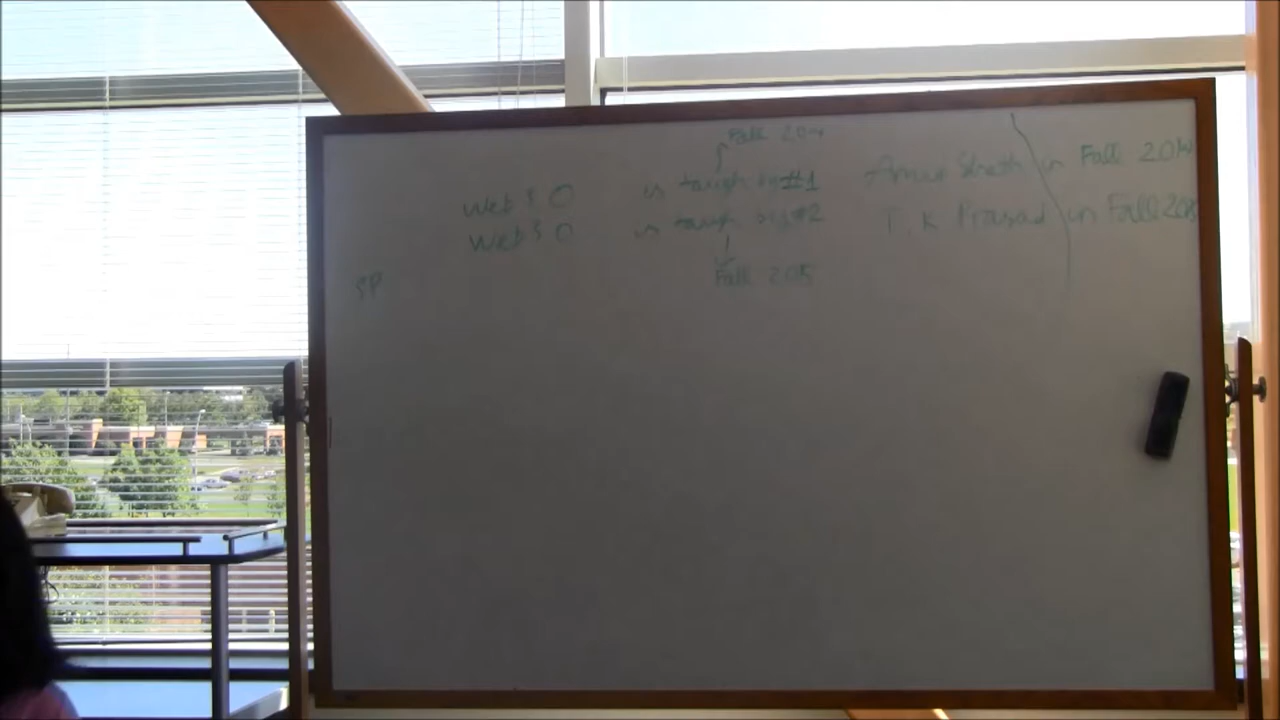 Fall 2014
Web 3.0 is taught by#1 Amit Sheth in Fall 2014
Web 3.0 is taugh by#2 T. K Prasad in Fall 2015
Fall 2015
SP